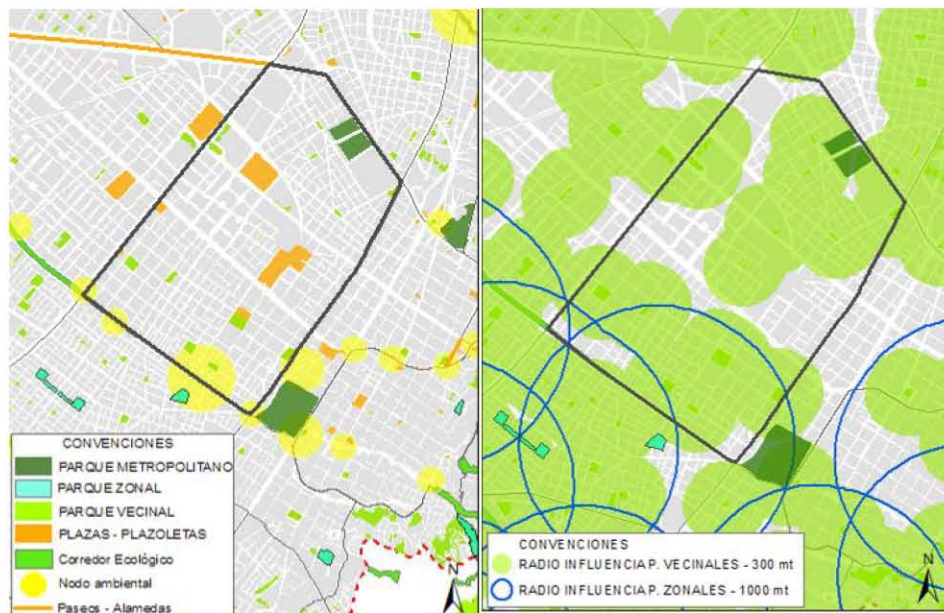 CONVENCIONES
PARQUE METROPOLITANO
PARQUE ZONAL
PARQUE VECINAL
PLAZAS - PLAZOLETAS
Corredor Ecológico
Nodo ambiental
Paseos - Alamedas
N
CONVENCIONES
RADIO INFLUENCIA P. VECINALES - 300 mt
RADIO INFLUENCIA P. ZONALES - 1000 mt
N